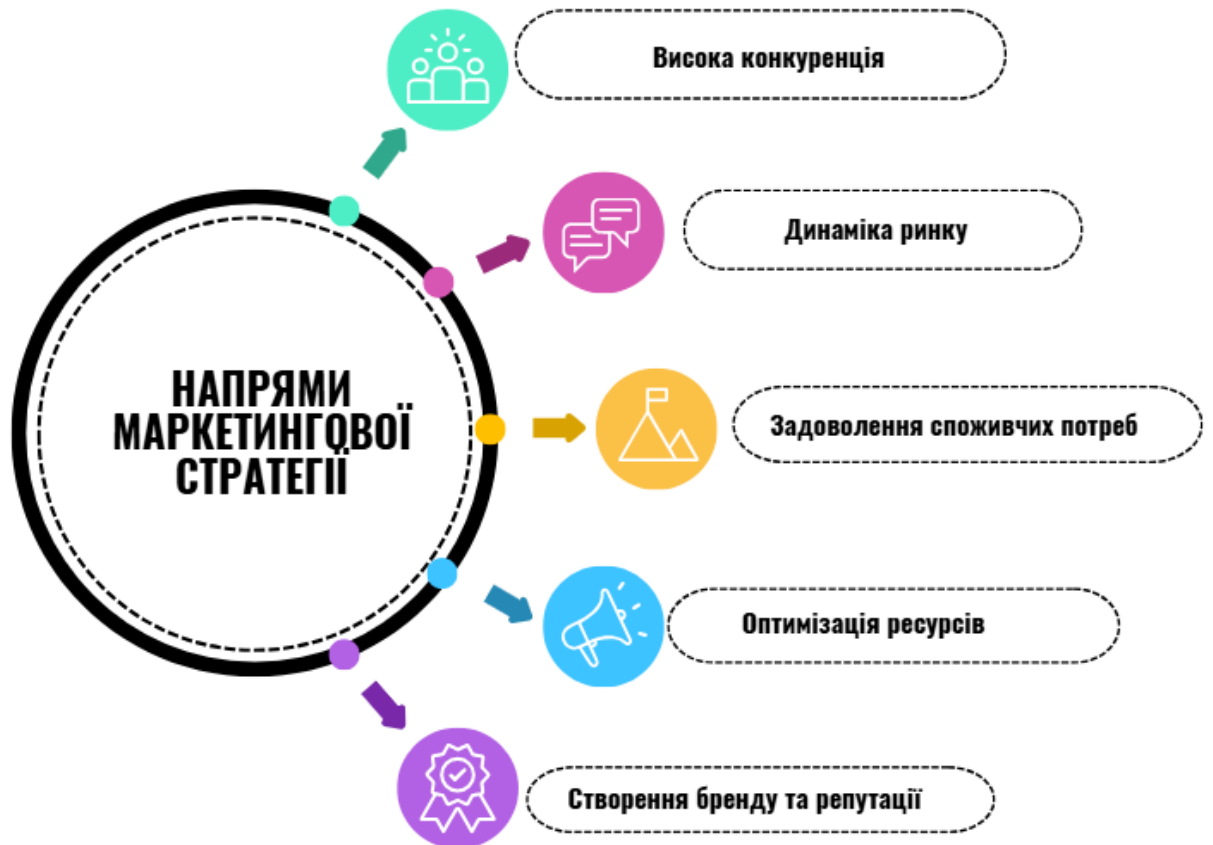 Висока конкуренція
Динаміка ринку
НАПРЯМИ
МАРКЕТИНГОВОЇ
СТРАТЕГІЇ
Задоволення споживчих потреб
Оптимізація ресурсів
Створення бренду та репутації